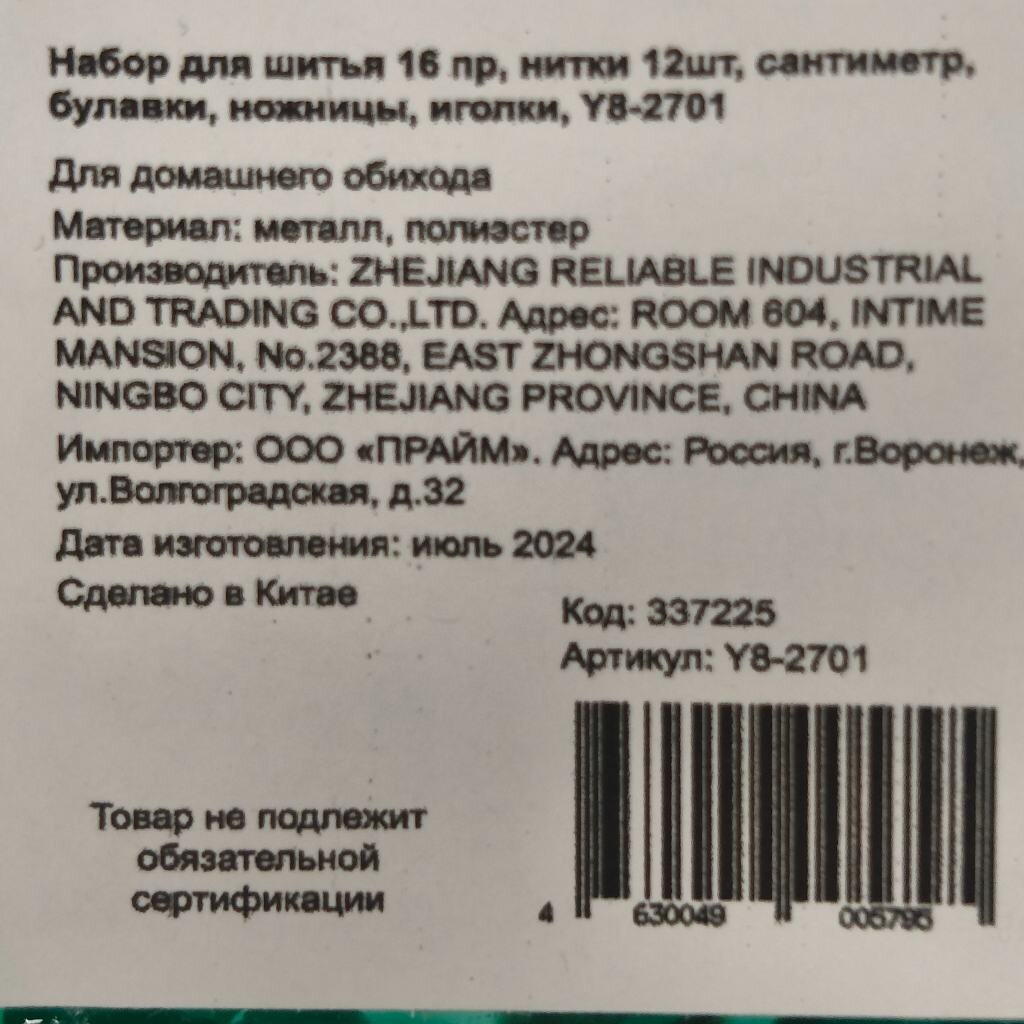 Набор для шитья 16 пр, нитки 12шт, сантиметр,
булавки, ножницы, иголки, Y8-2701
Для домашнего обихода
Материал: металл, полиэстер
Производитель: ZHEJIANG RELIABLE INDUSTRIAL
AND TRADING CO.,LTD. Адрес: ROOM 604, INTIME
MANSION, No.2388, EAST ZHONGSHAN ROAD,
NINGBO CITY, ZHEJIANG PROVINCE, CHINA
Импортер: ООО «ПРАЙМ». Адрес: Россия, г.Воронеж,
ул.Волгоградская, д.32
Дата изготовления: июль 2024
Сделано в Китае
Код: 337225
Артикул: Y8-2701
Товар не подлежит
обязательной
сертификации
4 630049 005795